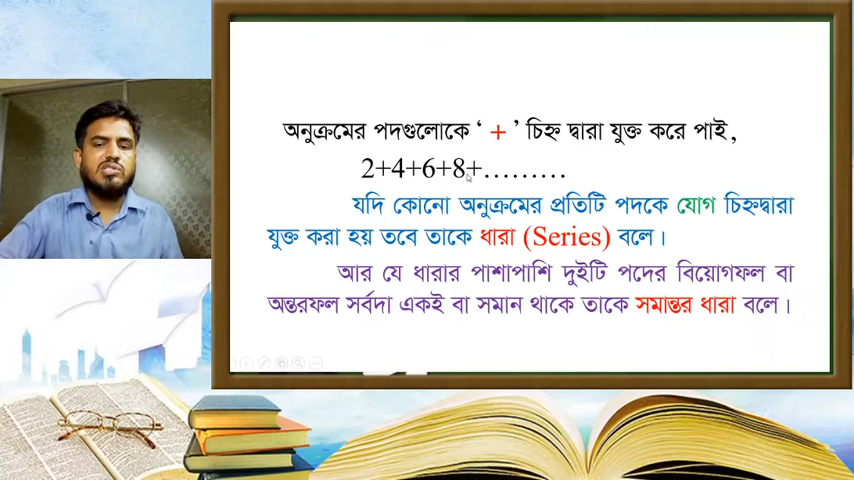 অনুক্রমের পদগুলোকে ‘ + ’ চিহ্ন দ্বারা যুক্ত করে পাই,
2+4+6+8+………
যদি কোনো অনুক্রমের প্রতিটি পদকে যোগ চিহ্নদ্বারা
যুক্ত করা হয় তবে তাকে ধারা (Series) বলে।
আর যে ধারার পাশাপাশি দুইটি পদের বিয়োগফল বা
অন্তরফল সর্বদা একই বা সমান থাকে তাকে সমান্তর ধারা বলে।